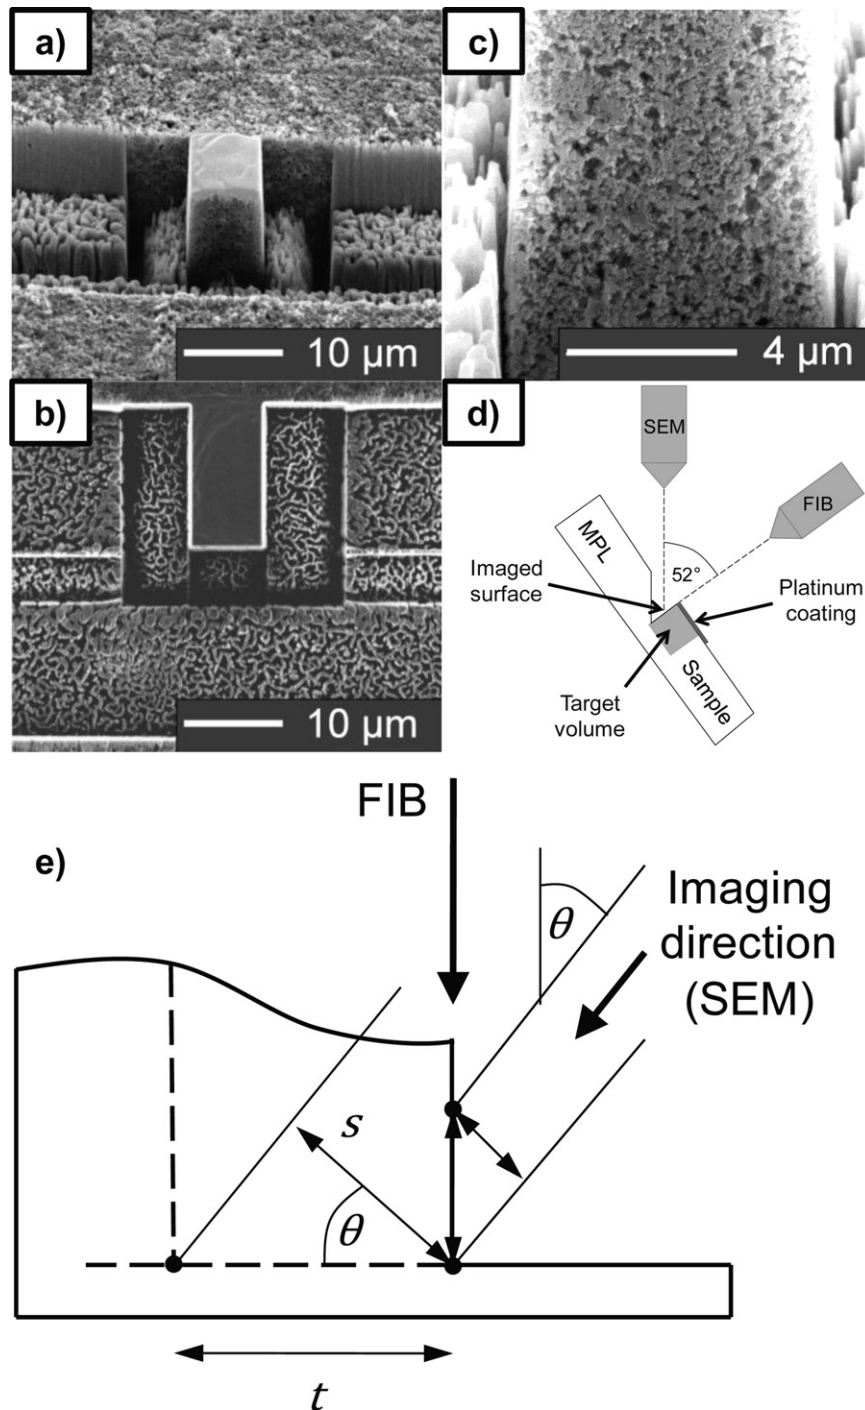 a)
10 µm
c)
4 µm
b)
10 µm
d)
SEM
FIB
MPL
52°
Imaged
surface
Platinum
coating
Target
volume
Sample
FIB
e)
θ
Imaging
direction
(SEM)
s
θ
t